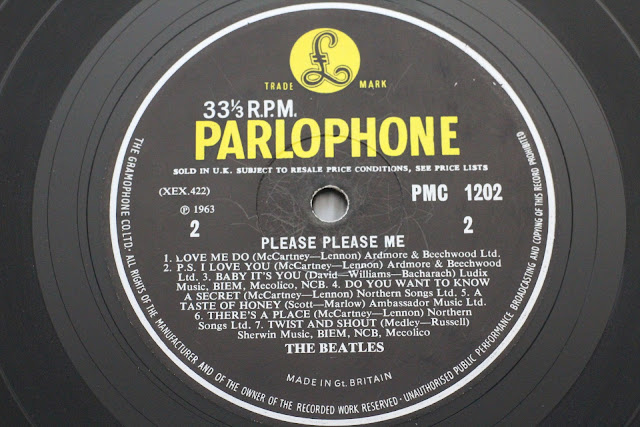 £
TRADE MARK
33⅓ R.P.M.
PARLOPHONE
SOLD IN U.K. SUBJECT TO RESALE PRICE CONDITIONS, SEE PRICE LISTS
(XEX.422)
PMC 1202
℗ 1963
2
2
PLEASE PLEASE ME
1. LOVE ME DO (McCartney—Lennon) Ardmore & Beechwood Ltd.
2. P.S. I LOVE YOU (McCartney—Lennon) Ardmore & Beechwood
Ltd. 3. BABY IT'S YOU (David—Williams—Bacharach) Ludix
Music, BIEM, Mecolico, NCB. 4. DO YOU WANT TO KNOW
A SECRET (McCartney—Lennon) Northern Songs Ltd. 5. A
TASTE OF HONEY (Scott—Marlow) Ambassador Music Ltd.
6. THERE'S A PLACE (McCartney—Lennon) Northern
Songs Ltd. 7. TWIST AND SHOUT (Medley—Russell)
Sherwin Music, BIEM, NCB, Mecolico
THE BEATLES
MADE IN Gt. BRITAIN
THE GRAMOPHONE CO. LTD. · ALL RIGHTS OF THE MANUFACTURER AND OF THE OWNER OF THE RECORDED WORK RESERVED · UNAUTHORISED PUBLIC PERFORMANCE BROADCASTING AND COPYING OF THIS RECORD PROHIBITED